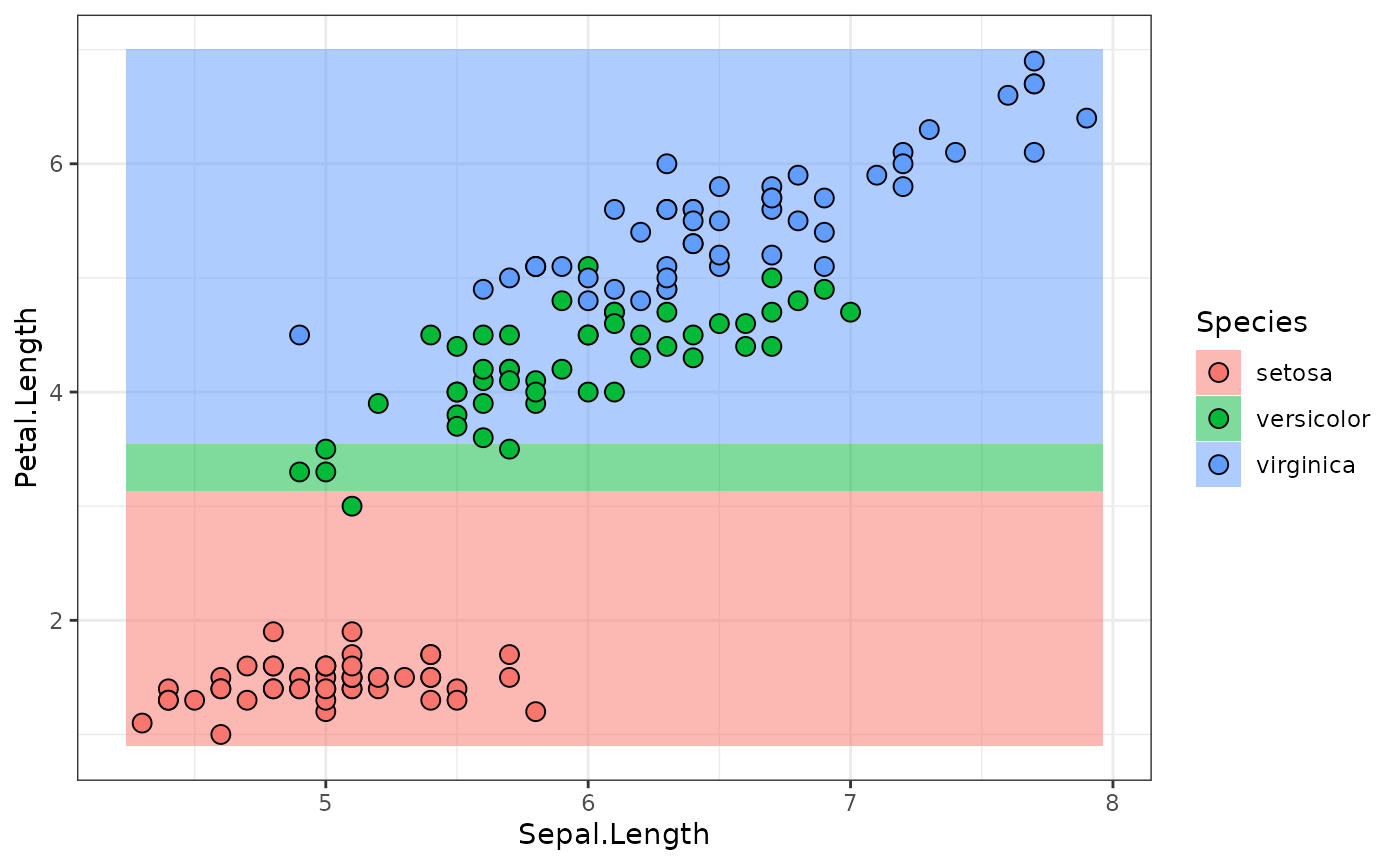 Petal.Length
6
4
2
5 6 7 8
Sepal.Length
Species
setosa
versicolor
virginica